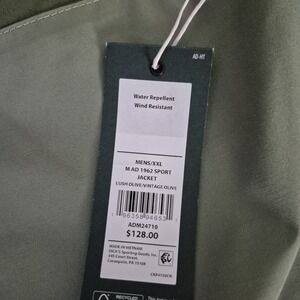 AD-HT
Water Repellent
Wind Resistant
MENS/XXL
M AD 1962 SPORT
JACKET
LUSH OLIVE/VINTAGE OLIVE
ADM24710
$128.00
MADE IN VIETNAM
DICK'S Sporting Goods, Inc.
345 Court Street
Coraopolis, PA 15108
RECYCLED